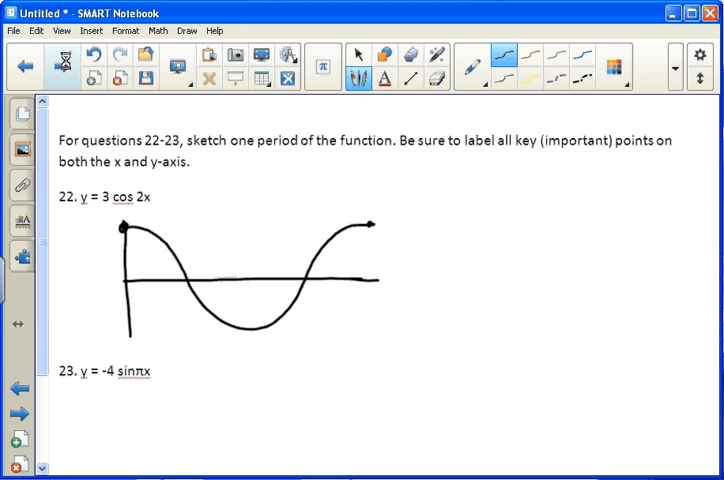 Untitled * - SMART Notebook
File Edit View Insert Format Math Draw Help
For questions 22-23, sketch one period of the function. Be sure to label all key (important) points on
both the x and y-axis.
22. y = 3 cos 2x
23. y = -4 sinπx